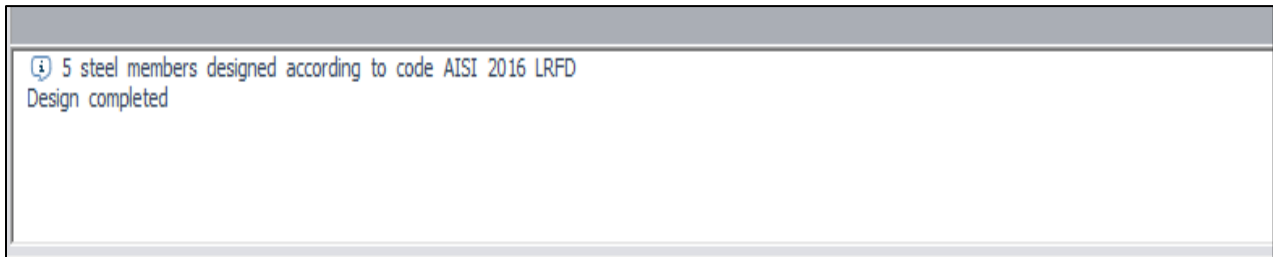 5 steel members designed according to code AISI 2016 LRFD
Design completed